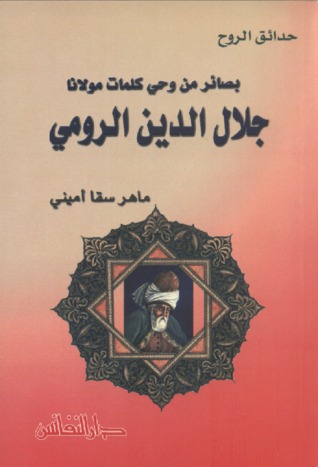 حدائق الروح
بصائر من وحي كلمات مولانا
جلال الدين الرومي
ماهر سقا أميني
دار النفائس